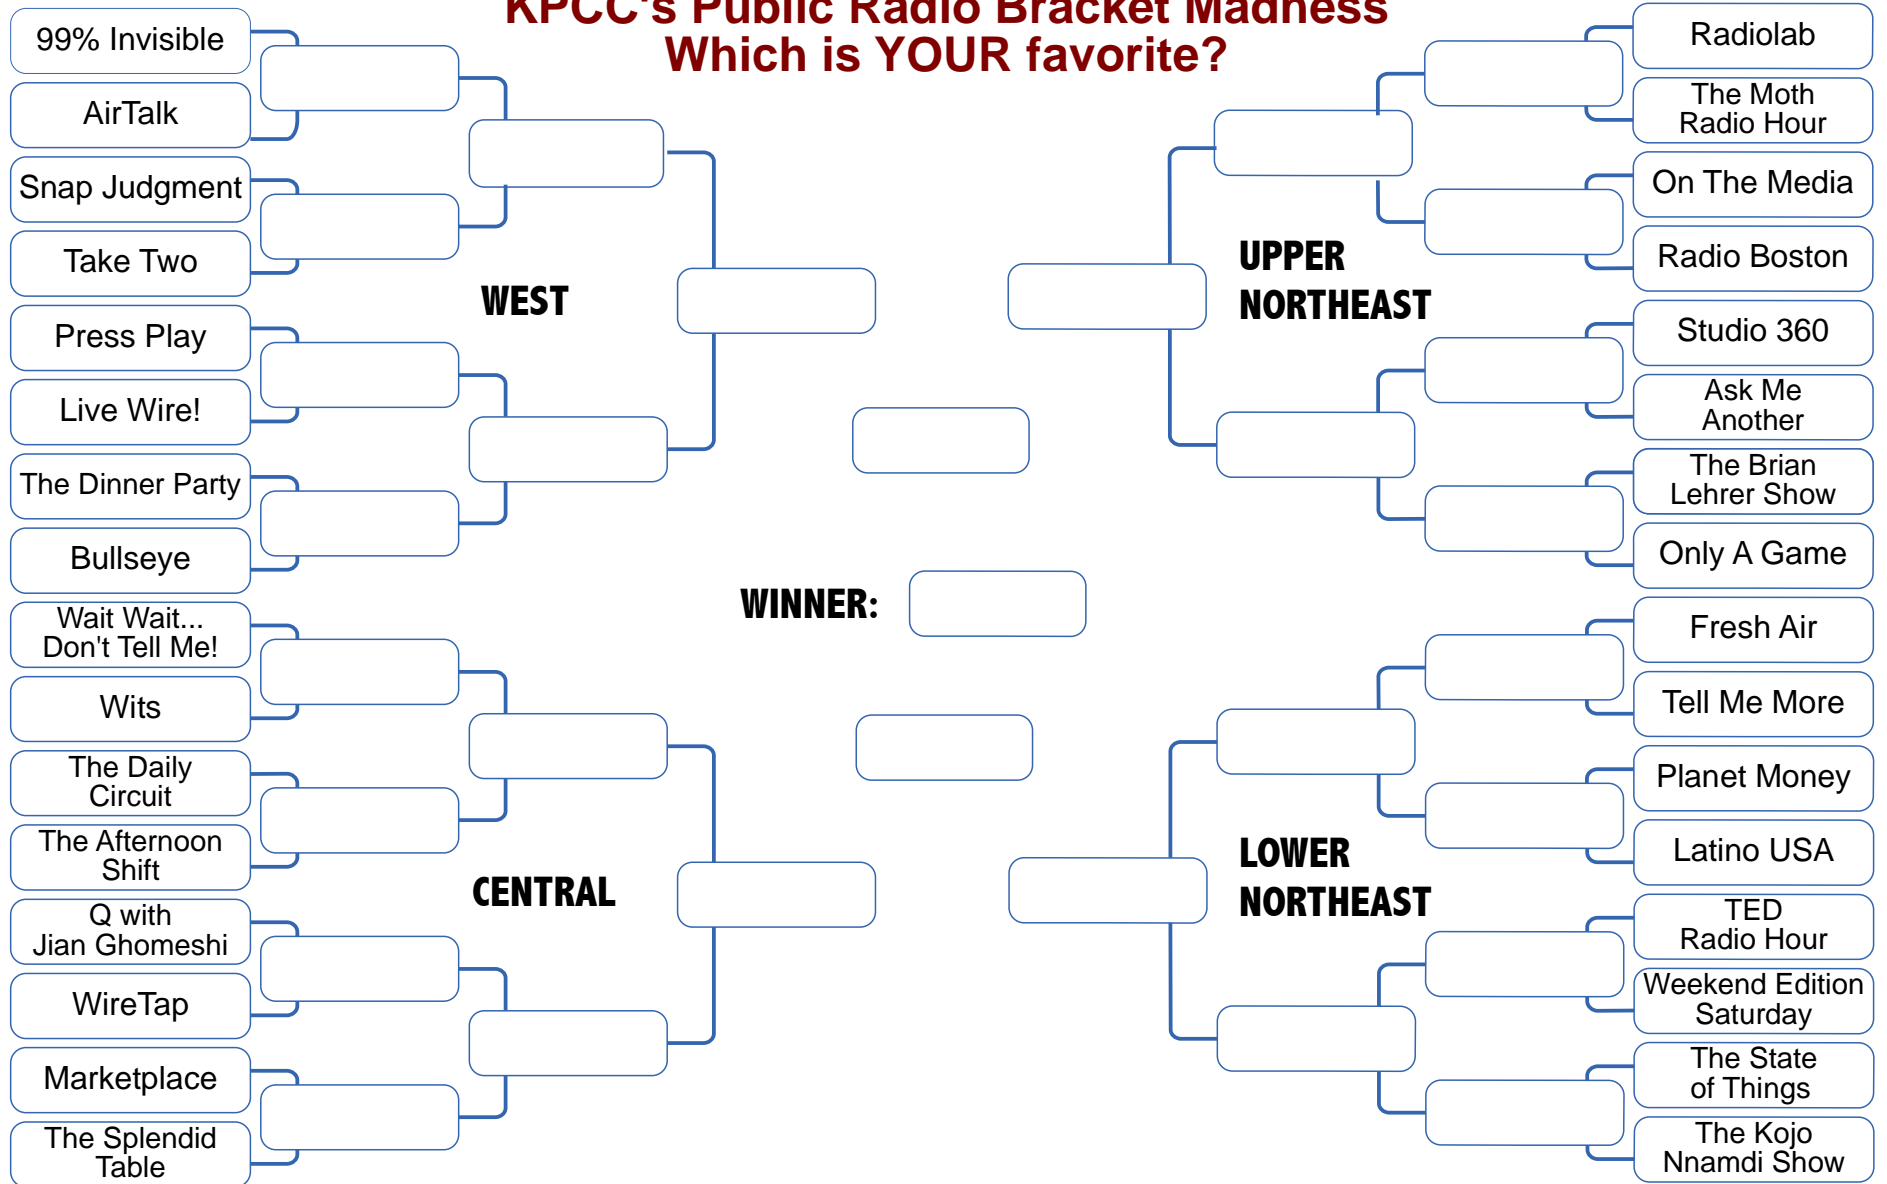 KPCC's Public Radio Bracket Madness
Which is YOUR favorite?
99% Invisible
AirTalk
Snap Judgment
Take Two
Press Play
Live Wire!
The Dinner Party
Bullseye
WEST
Wait Wait...
Don't Tell Me!
Wits
The Daily
Circuit
The Afternoon
Shift
Q with
Jian Ghomeshi
WireTap
Marketplace
The Splendid
Table
CENTRAL
WINNER:
Radiolab
The Moth
Radio Hour
On The Media
Radio Boston
Studio 360
Ask Me
Another
The Brian
Lehrer Show
Only A Game
UPPER
NORTHEAST
Fresh Air
Tell Me More
Planet Money
Latino USA
TED
Radio Hour
Weekend Edition
Saturday
The State
of Things
The Kojo
Nnamdi Show
LOWER
NORTHEAST